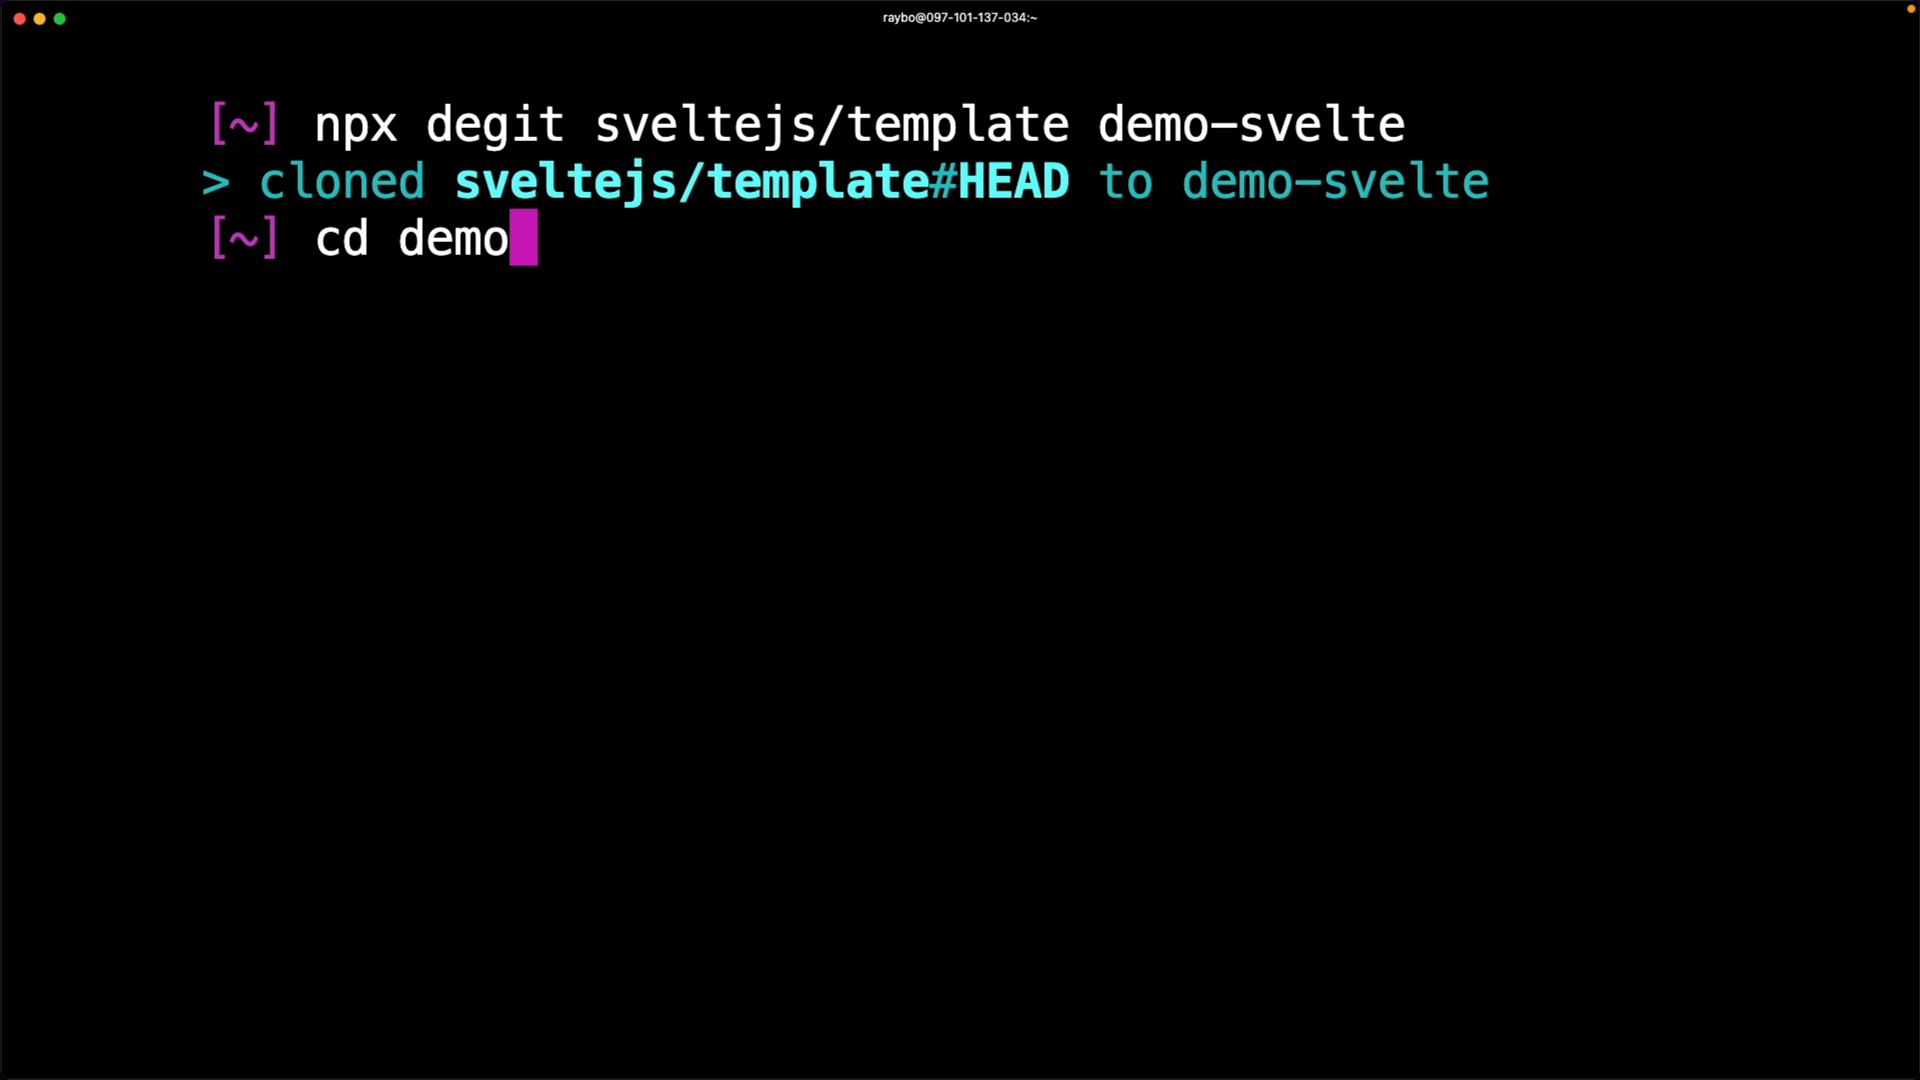 raybo@097-101-137-034:~
[~] npx degit sveltejs/template demo-svelte
> cloned sveltejs/template#HEAD to demo-svelte
[~] cd demo